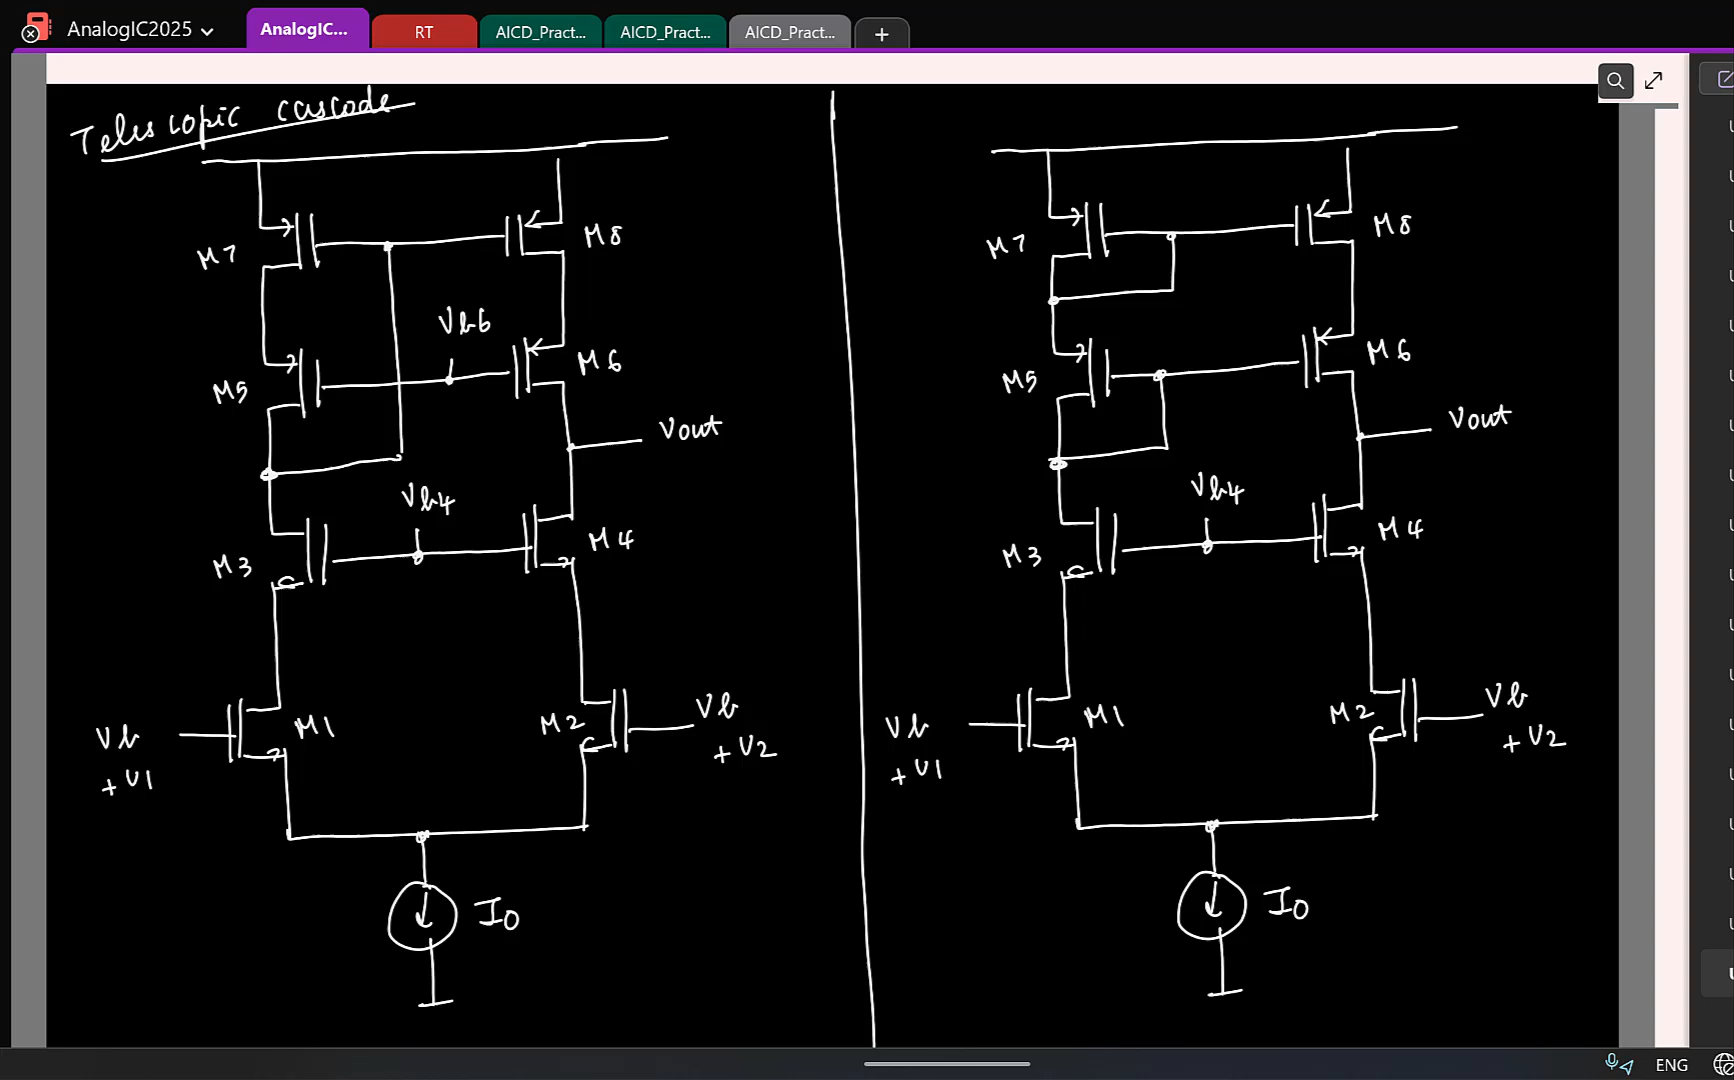 AnalogIC2025
AnalogIC...
RT
AICD_Pract...
AICD_Pract...
AICD_Pract...
+
Telescopic cascode
M7
M8
Vb6
M5
M6
Vout
Vb4
M3
M4
Vb
+ V1
M1
M2
Vb
+ V2
I0
M7
M8
M5
M6
Vout
Vb4
M3
M4
Vb
+ V1
M1
M2
Vb
+ V2
I0
ENG